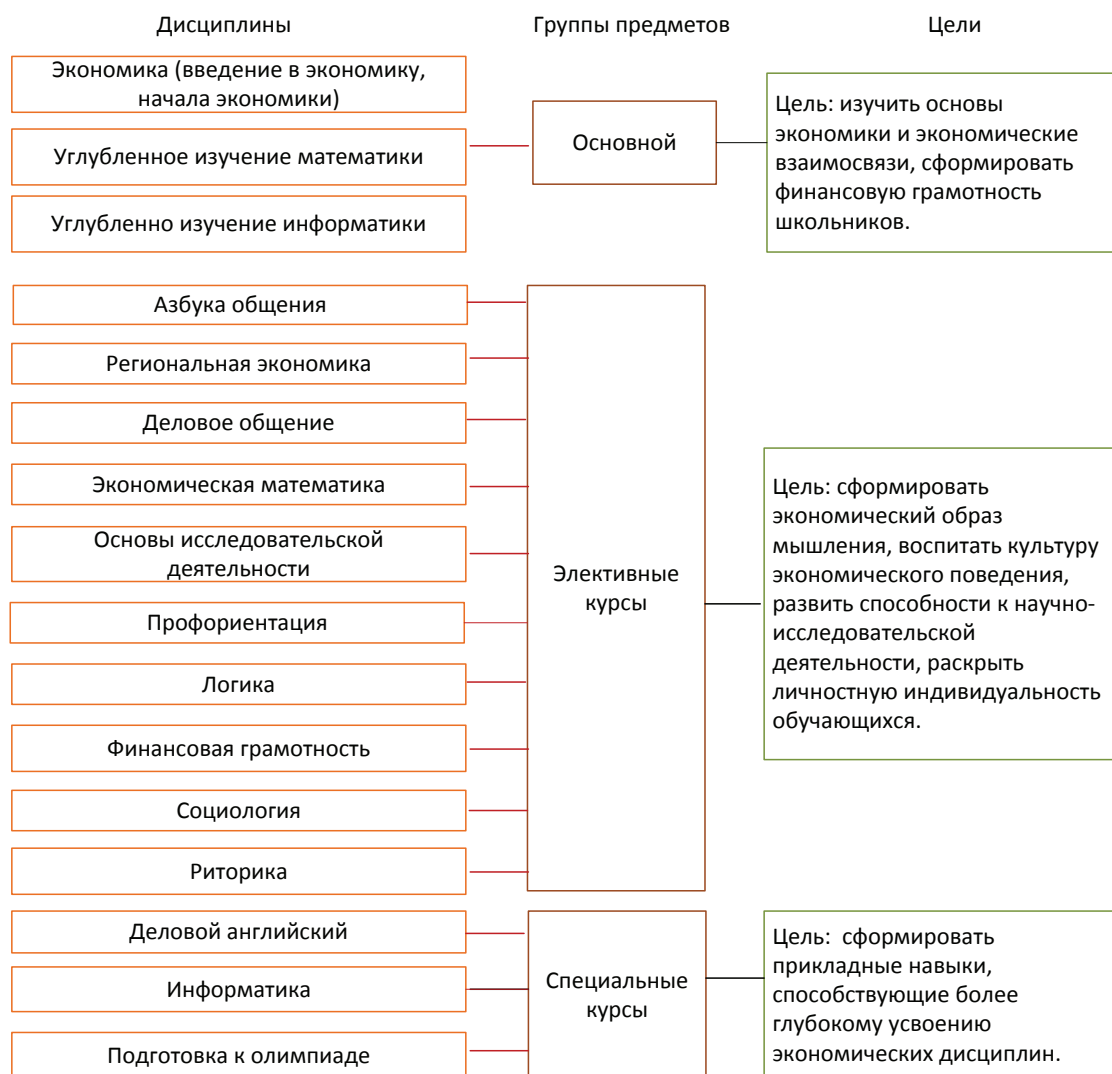 Дисциплины
Группы предметов
Цели
Экономика (введение в экономику,
начала экономики)
Углубленное изучение математики
Углубленно изучение информатики
Основной
Цель: изучить основы
экономики и экономические
взаимосвязи, сформировать
финансовую грамотность
школьников.
Азбука общения
Региональная экономика
Деловое общение
Экономическая математика
Основы исследовательской
деятельности
Профориентация
Логика
Финансовая грамотность
Социология
Риторика
Элективные
курсы
Цель: сформировать
экономический образ
мышления, воспитать культуру
экономического поведения,
развить способности к научно-
исследовательской
деятельности, раскрыть
личностную индивидуальность
обучающихся.
Деловой английский
Информатика
Подготовка к олимпиаде
Специальные
курсы
Цель: сформировать
прикладные навыки,
способствующие более
глубокому усвоению
экономических дисциплин.